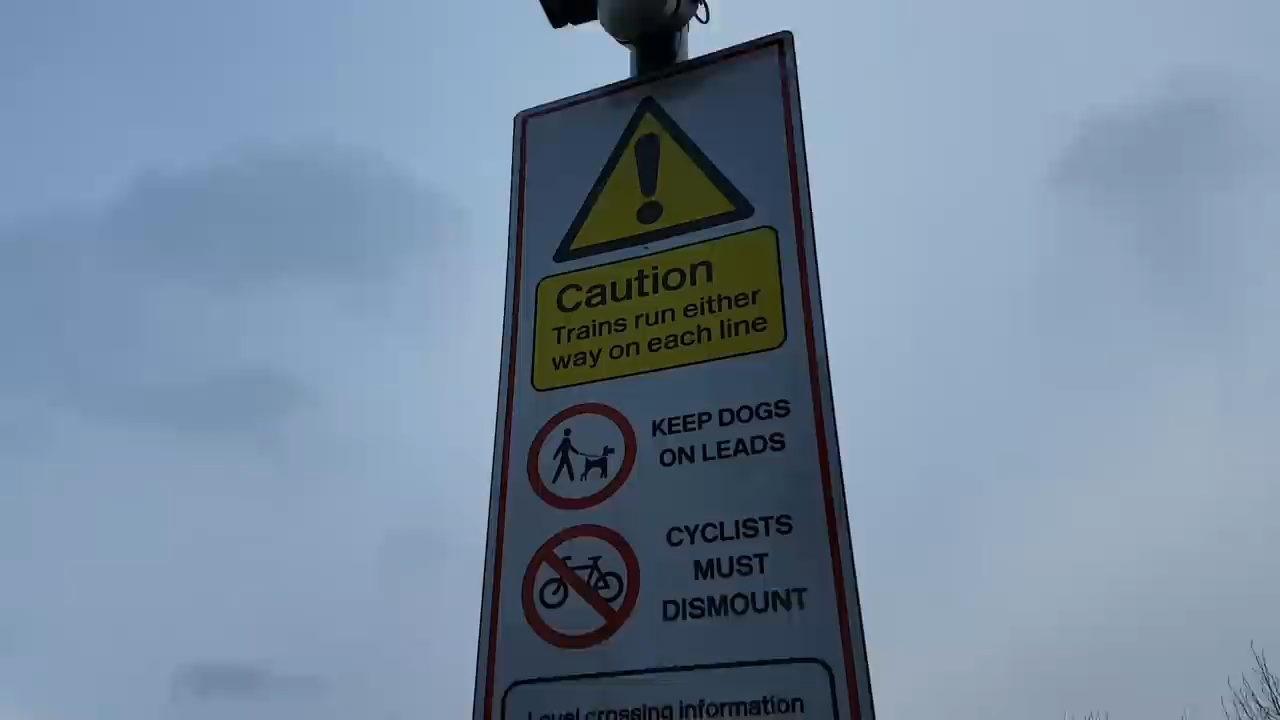 Caution
Trains run either
way on each line
KEEP DOGS
ON LEADS
CYCLISTS
MUST
DISMOUNT
Level crossing information